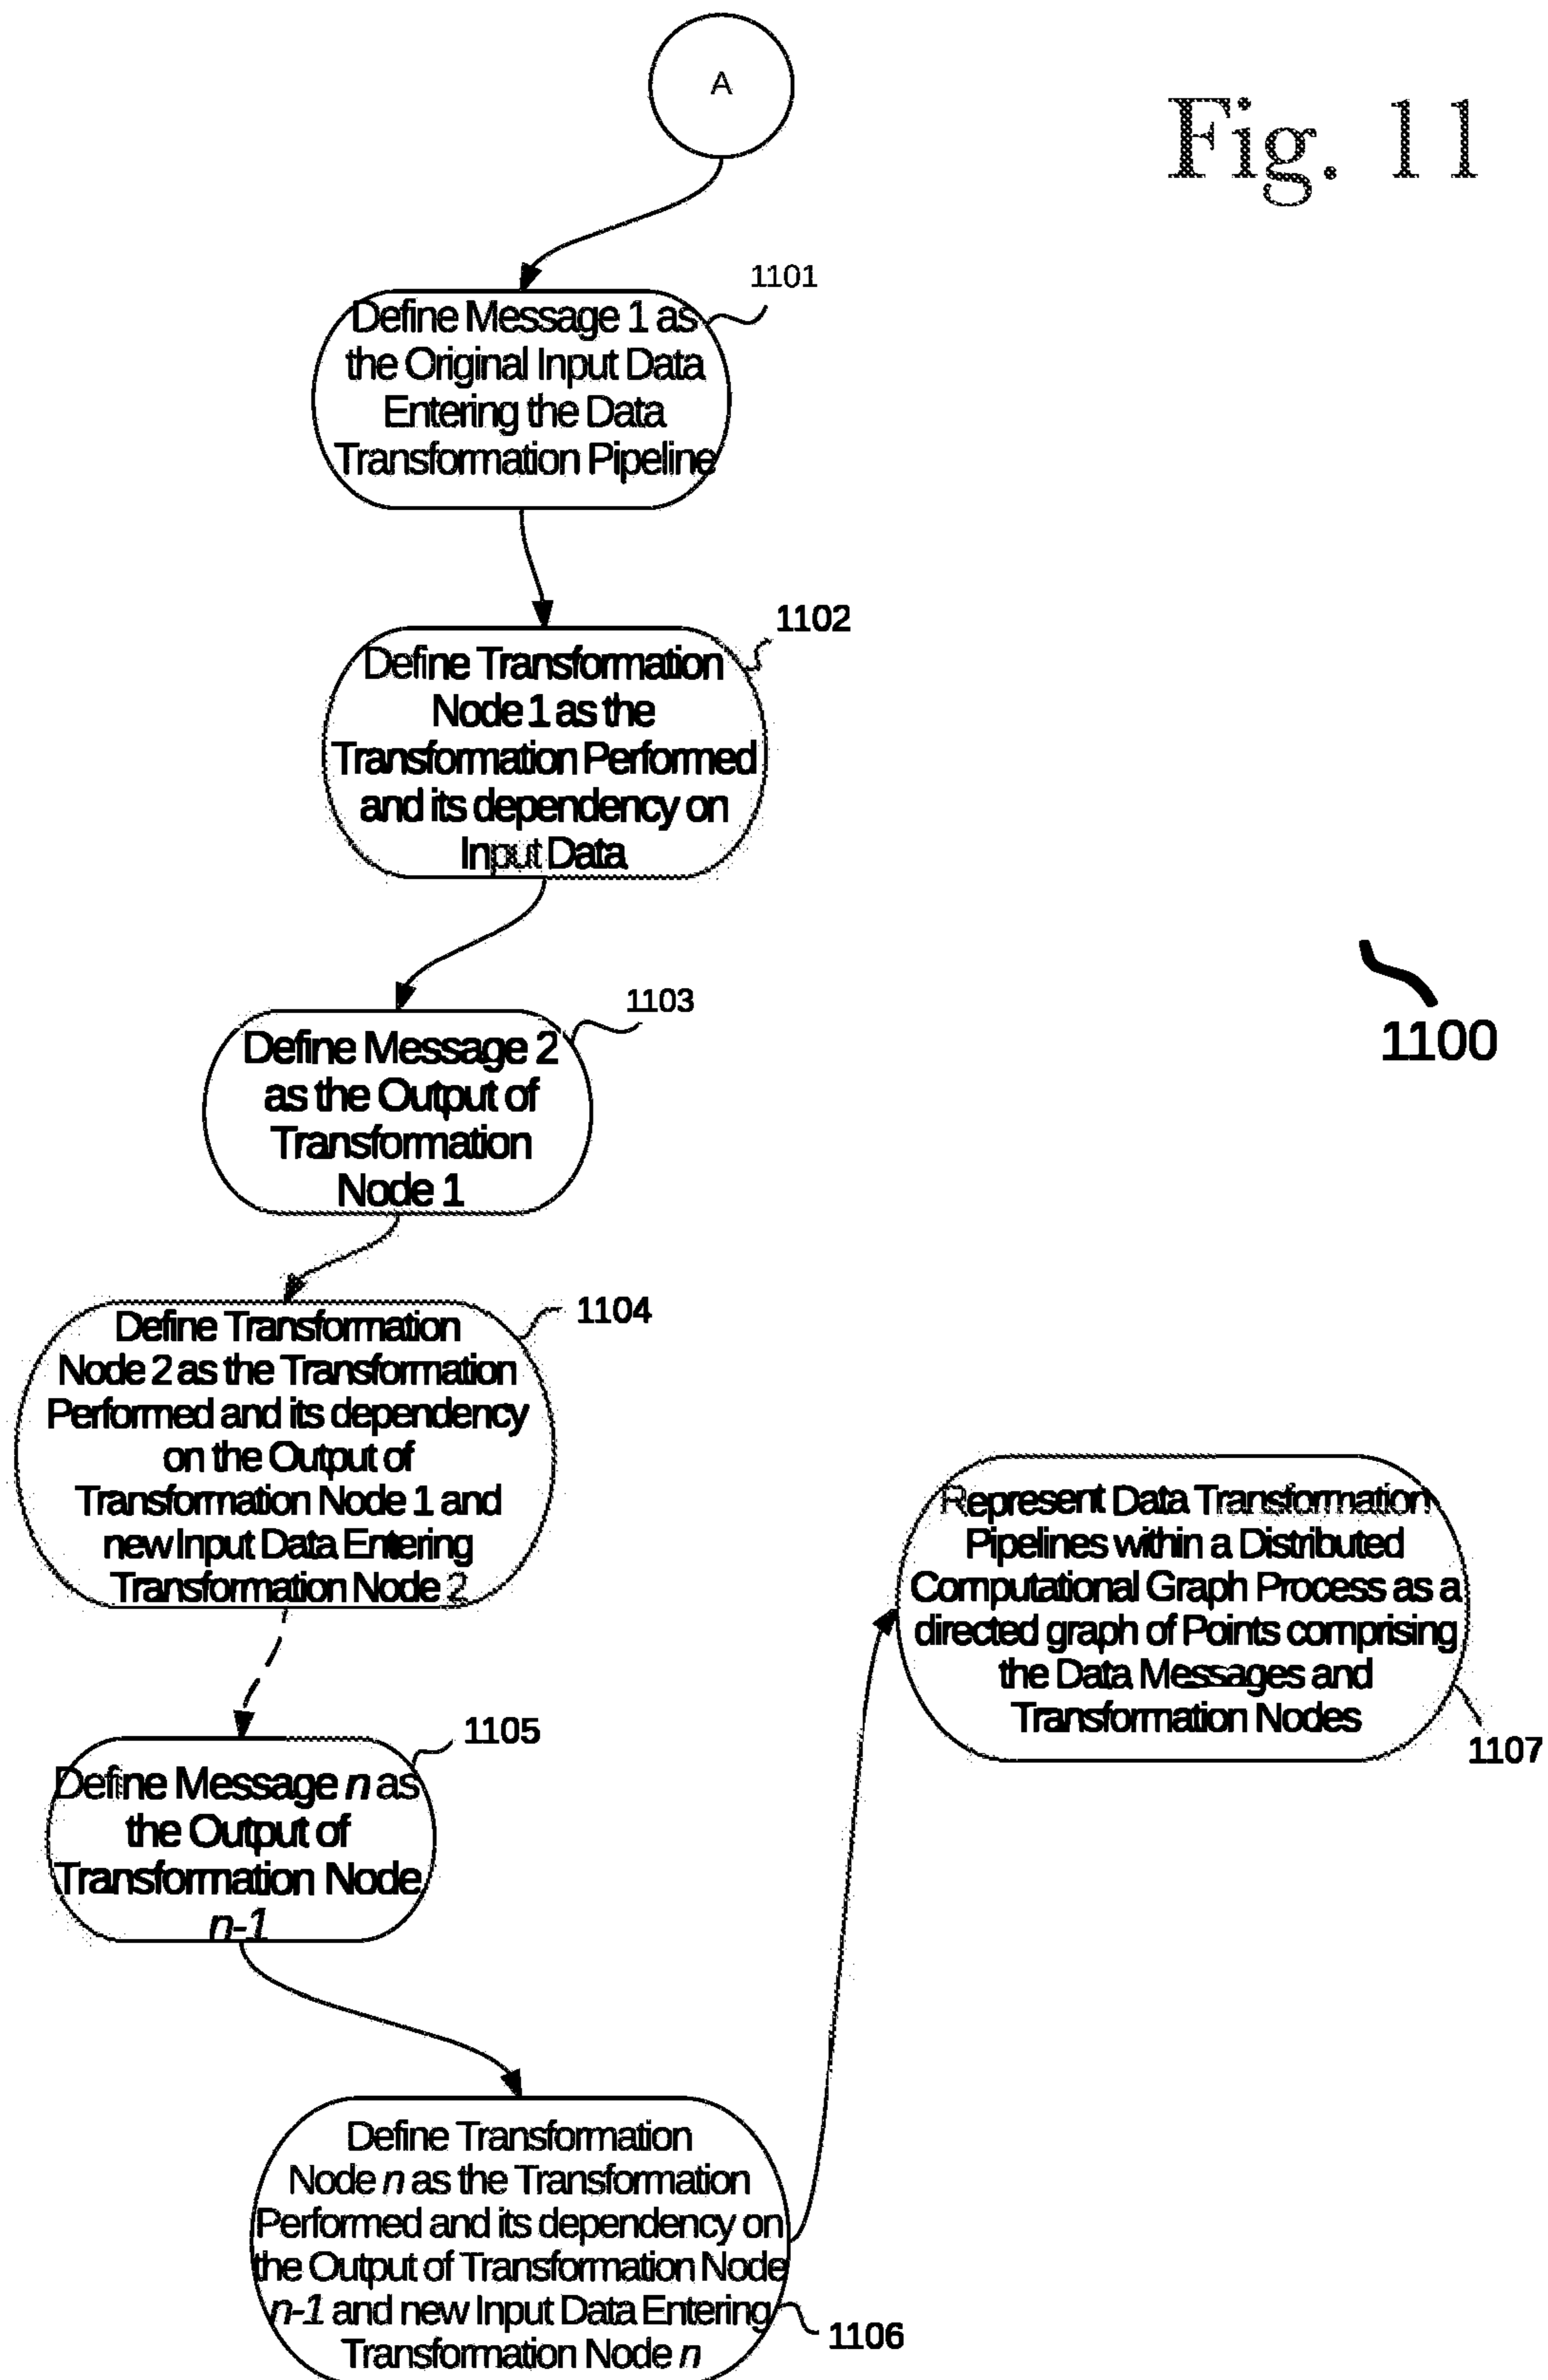 A
Fig. 11
1101
Define Message 1 as
the Original Input Data
Entering the Data
Transformation Pipeline
1102
Define Transformation
Node 1 as the
Transformation Performed
and its dependency on
Input Data
1103
Define Message 2
as the Output of
Transformation
Node 1
1100
1104
Define Transformation
Node 2 as the Transformation
Performed and its dependency
on the Output of
Transformation Node 1 and
new Input Data Entering
Transformation Node 2
1105
Define Message n as
the Output of
Transformation Node
n-1
Define Transformation
Node n as the Transformation
Performed and its dependency on
the Output of Transformation Node
n-1 and new Input Data Entering
Transformation Node n
1106
Represent Data Transformation
Pipelines within a Distributed
Computational Graph Process as a
directed graph of Points comprising
the Data Messages and
Transformation Nodes
1107